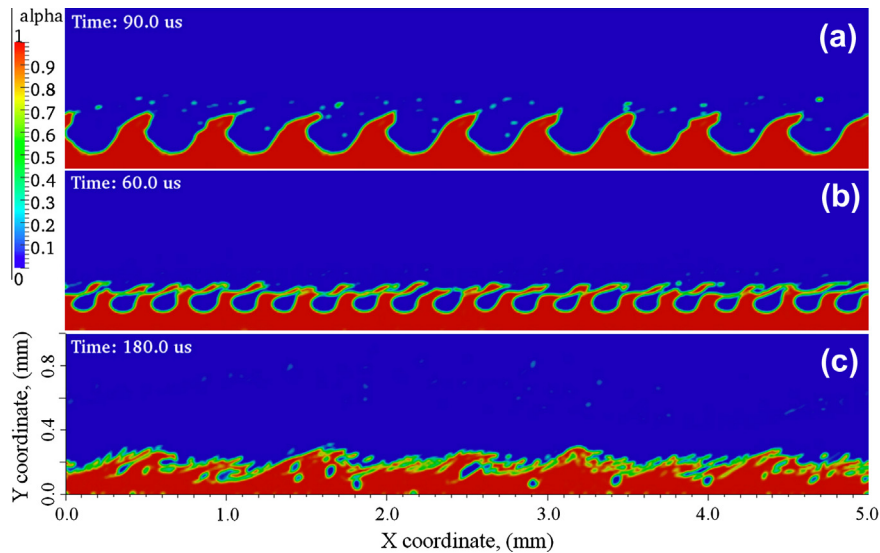 alpha
1
0.9
0.8
0.7
0.6
0.5
0.4
0.3
0.2
0.1
0
Time: 90.0 us
(a)
Time: 60.0 us
(b)
Time: 180.0 us
(c)
Y coordinate, (mm)
0.8
0.4
0.0
0.0 1.0 2.0 3.0 4.0 5.0
X coordinate, (mm)